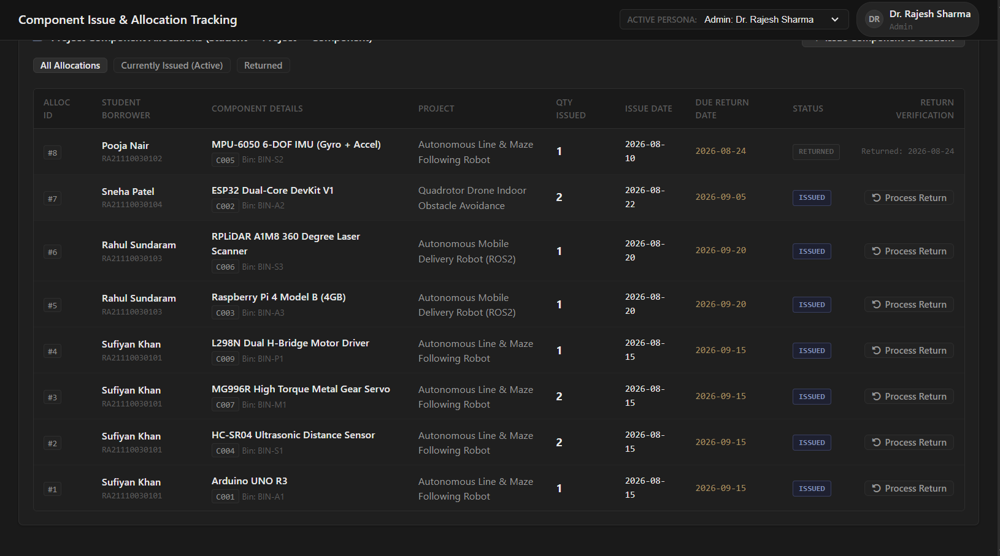 Component Issue & Allocation Tracking
ACTIVE PERSONA: Admin: Dr. Rajesh Sharma
DR
Dr. Rajesh Sharma
Admin
All Allocations
Currently Issued (Active)
Returned
ALLOC
ID
STUDENT
BORROWER
COMPONENT DETAILS
PROJECT
QTY
ISSUED
ISSUE DATE
DUE RETURN
DATE
STATUS
RETURN
VERIFICATION
#8
Pooja Nair
RA21110030102
MPU-6050 6-DOF IMU (Gyro + Accel)
C005 Bin: BIN-S2
Autonomous Line & Maze
Following Robot
1
2026-08-
10
2026-08-24
RETURNED
Returned: 2026-08-24
#7
Sneha Patel
RA21110030104
ESP32 Dual-Core DevKit V1
C002 Bin: BIN-A2
Quadrotor Drone Indoor
Obstacle Avoidance
2
2026-08-
22
2026-09-05
ISSUED
Process Return
#6
Rahul Sundaram
RA21110030103
RPLiDAR A1M8 360 Degree Laser
Scanner
C006 Bin: BIN-S3
Autonomous Mobile
Delivery Robot (ROS2)
1
2026-08-
20
2026-09-20
ISSUED
Process Return
#5
Rahul Sundaram
RA21110030103
Raspberry Pi 4 Model B (4GB)
C003 Bin: BIN-A3
Autonomous Mobile
Delivery Robot (ROS2)
1
2026-08-
20
2026-09-20
ISSUED
Process Return
#4
Sufiyan Khan
RA21110030101
L298N Dual H-Bridge Motor Driver
C009 Bin: BIN-P1
Autonomous Line & Maze
Following Robot
1
2026-08-
15
2026-09-15
ISSUED
Process Return
#3
Sufiyan Khan
RA21110030101
MG996R High Torque Metal Gear Servo
C007 Bin: BIN-M1
Autonomous Line & Maze
Following Robot
2
2026-08-
15
2026-09-15
ISSUED
Process Return
#2
Sufiyan Khan
RA21110030101
HC-SR04 Ultrasonic Distance Sensor
C004 Bin: BIN-S1
Autonomous Line & Maze
Following Robot
2
2026-08-
15
2026-09-15
ISSUED
Process Return
#1
Sufiyan Khan
RA21110030101
Arduino UNO R3
C001 Bin: BIN-A1
Autonomous Line & Maze
Following Robot
1
2026-08-
15
2026-09-15
ISSUED
Process Return